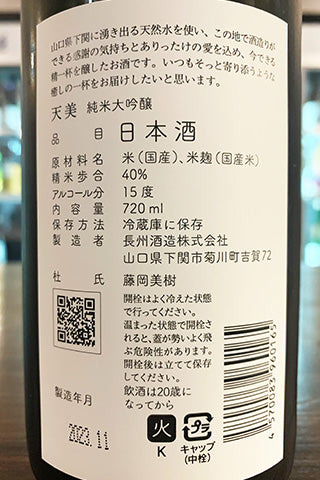 山口県下関に湧き出る天然水を使い、この地で酒造りが
できる感謝の気持ちとありったけの愛を込め、今できる
精一杯を醸したお酒です。いつもそっと寄り添うような
癒しの一杯をお届けしたいと思います。
天美 純米大吟醸
品目 日本酒
原材料名 米(国産)、米麹(国産米)
精米歩合 40%
アルコール分 15度
内容量 720ml
保存方法 冷蔵庫に保存
製造者 長州酒造株式会社
山口県下関市菊川町吉賀72
杜氏 藤岡美樹
開栓はよく冷えた状態
で行ってください。
温まった状態で開栓さ
れると、蓋が勢いよく飛
ぶ危険性があります。
開栓後は立てて保存
してください。
飲酒は20歳に
なってから
製造年月
2023.11
火
K
プラ
キャップ
(中栓)
4 570083 960165